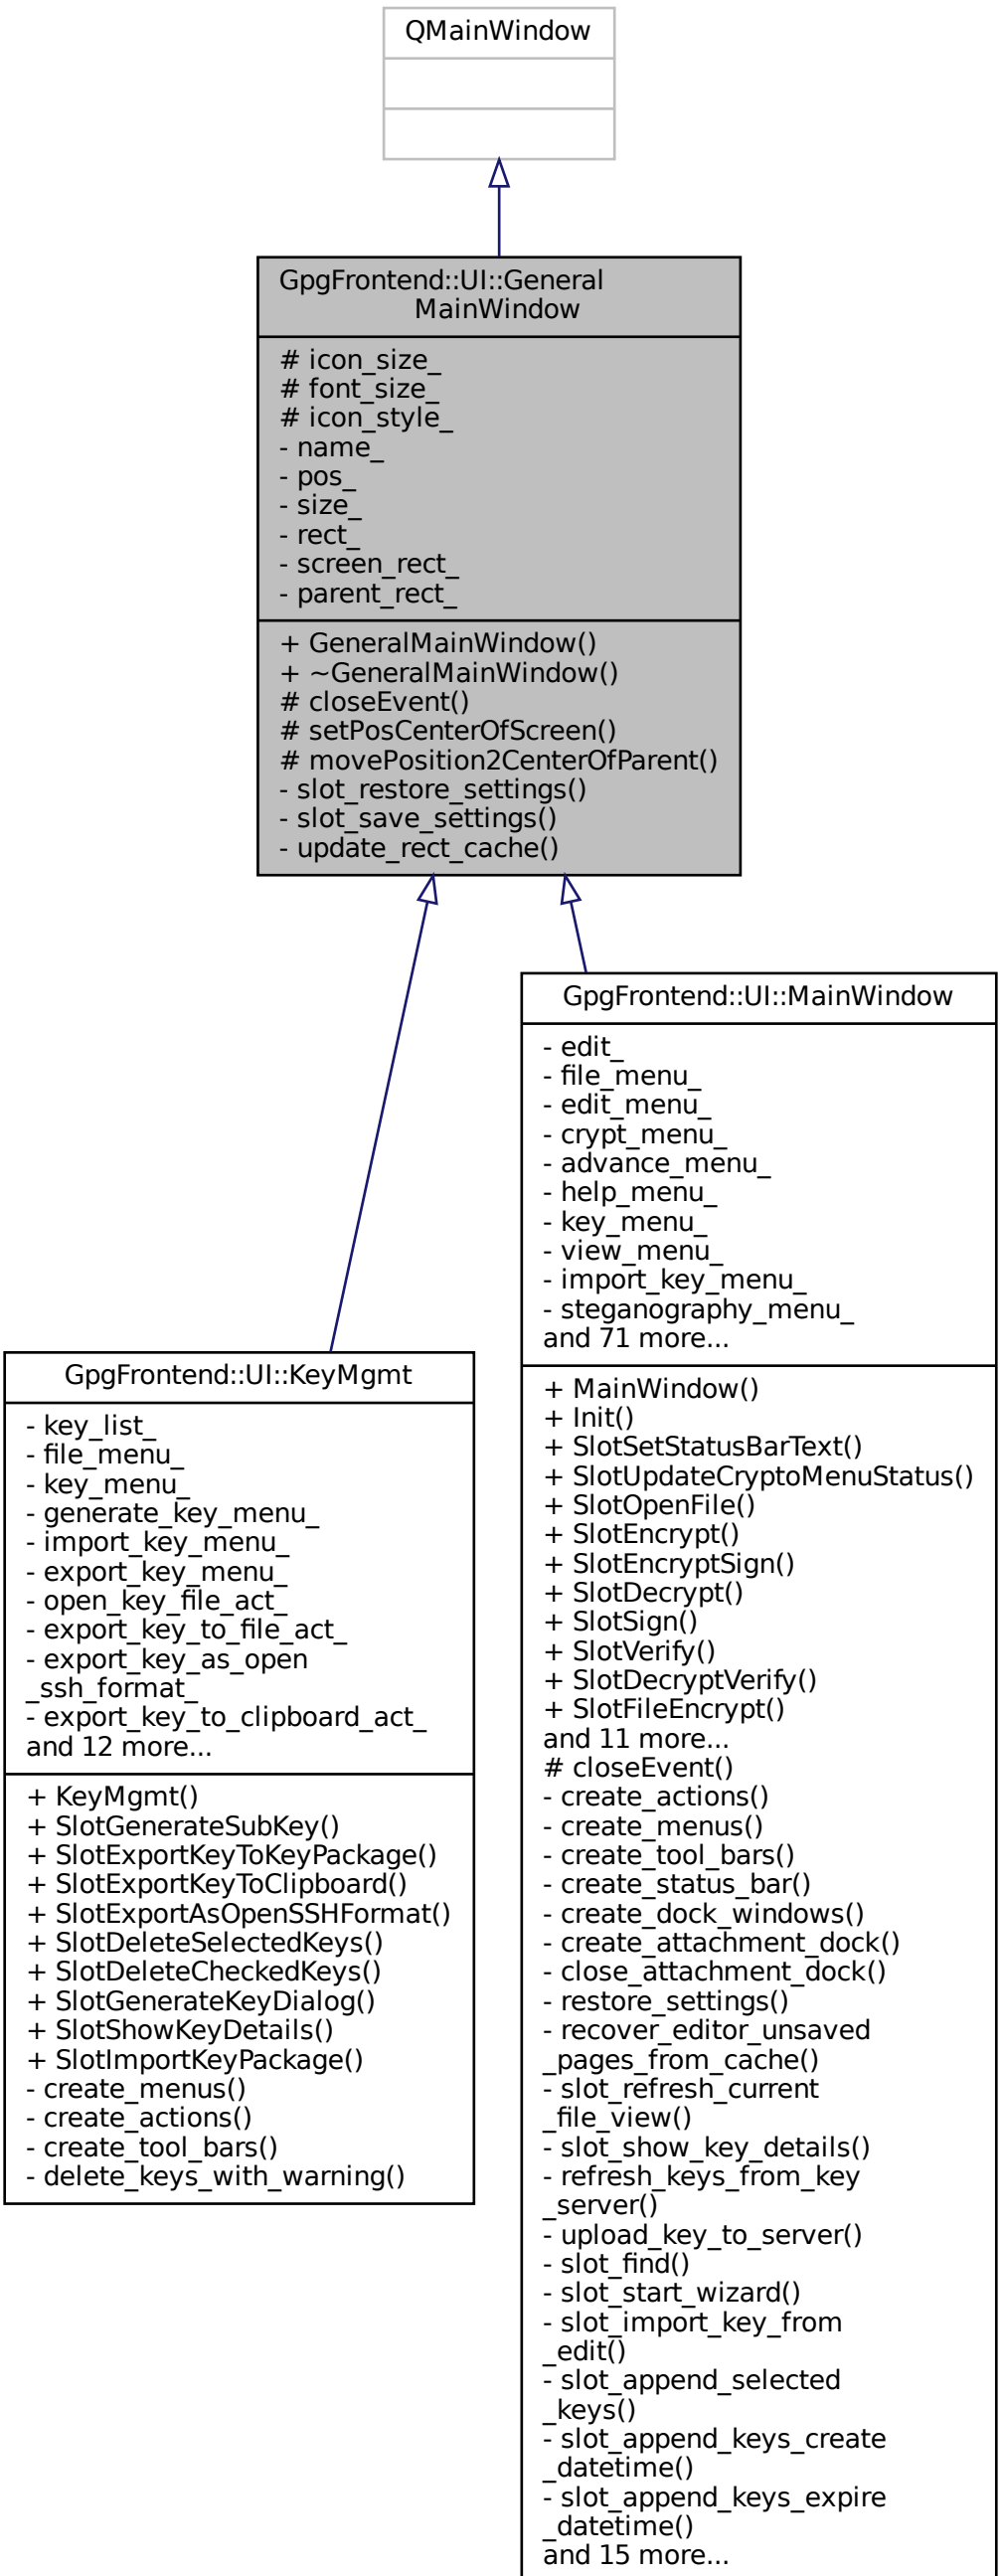 QMainWindow
GpgFrontend::UI::General
MainWindow
# icon_size_
# font_size_
# icon_style_
- name_
- pos_
- size_
- rect_
- screen_rect_
- parent_rect_
+ GeneralMainWindow()
+ ~GeneralMainWindow()
# closeEvent()
# setPosCenterOfScreen()
# movePosition2CenterOfParent()
- slot_restore_settings()
- slot_save_settings()
- update_rect_cache()
GpgFrontend::UI::KeyMgmt
- key_list_
- file_menu_
- key_menu_
- generate_key_menu_
- import_key_menu_
- export_key_menu_
- open_key_file_act_
- export_key_to_file_act_
- export_key_as_open
_ssh_format_
- export_key_to_clipboard_act_
and 12 more...
+ KeyMgmt()
+ SlotGenerateSubKey()
+ SlotExportKeyToKeyPackage()
+ SlotExportKeyToClipboard()
+ SlotExportAsOpenSSHFormat()
+ SlotDeleteSelectedKeys()
+ SlotDeleteCheckedKeys()
+ SlotGenerateKeyDialog()
+ SlotShowKeyDetails()
+ SlotImportKeyPackage()
- create_menus()
- create_actions()
- create_tool_bars()
- delete_keys_with_warning()
GpgFrontend::UI::MainWindow
- edit_
- file_menu_
- edit_menu_
- crypt_menu_
- advance_menu_
- help_menu_
- key_menu_
- view_menu_
- import_key_menu_
- steganography_menu_
and 71 more...
+ MainWindow()
+ Init()
+ SlotSetStatusBarText()
+ SlotUpdateCryptoMenuStatus()
+ SlotOpenFile()
+ SlotEncrypt()
+ SlotEncryptSign()
+ SlotDecrypt()
+ SlotSign()
+ SlotVerify()
+ SlotDecryptVerify()
+ SlotFileEncrypt()
and 11 more...
# closeEvent()
- create_actions()
- create_menus()
- create_tool_bars()
- create_status_bar()
- create_dock_windows()
- create_attachment_dock()
- close_attachment_dock()
- restore_settings()
- recover_editor_unsaved
_pages_from_cache()
- slot_refresh_current
_file_view()
- slot_show_key_details()
- refresh_keys_from_key
_server()
- upload_key_to_server()
- slot_find()
- slot_start_wizard()
- slot_import_key_from
_edit()
- slot_append_selected
_keys()
- slot_append_keys_create
_datetime()
- slot_append_keys_expire
_datetime()
and 15 more...